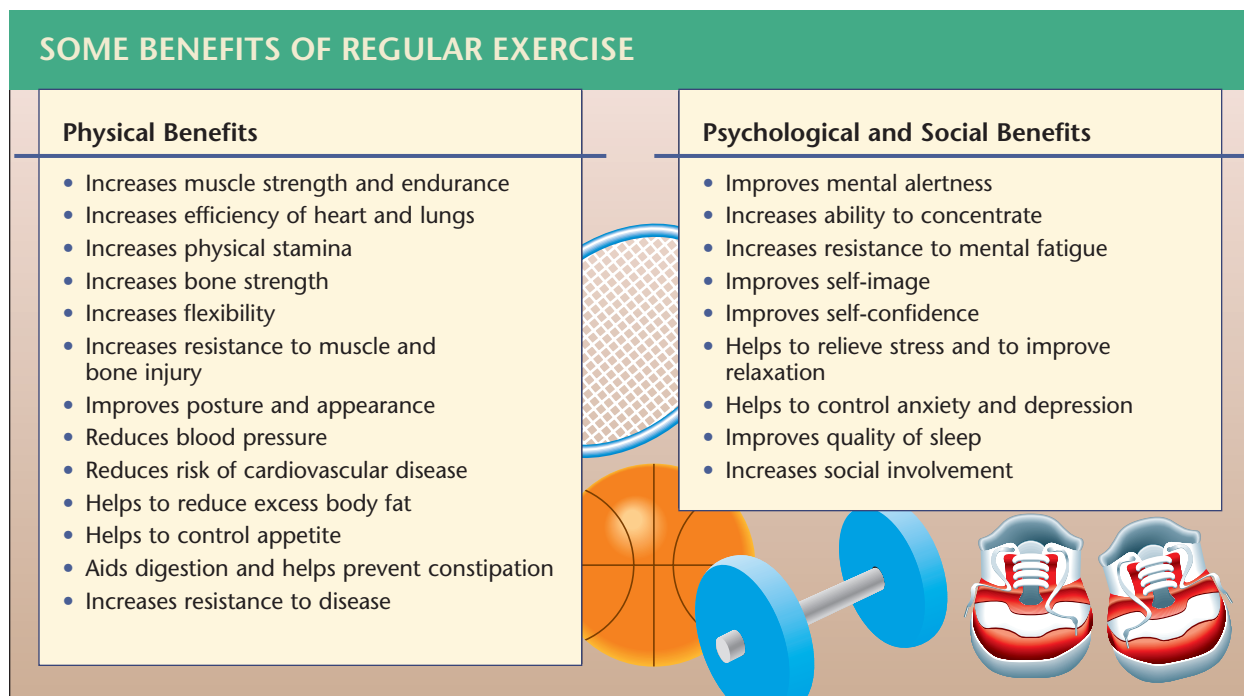 SOME BENEFITS OF REGULAR EXERCISE
Physical Benefits
• Increases muscle strength and endurance
• Increases efficiency of heart and lungs
• Increases physical stamina
• Increases bone strength
• Increases flexibility
• Increases resistance to muscle and
bone injury
• Improves posture and appearance
• Reduces blood pressure
• Reduces risk of cardiovascular disease
• Helps to reduce excess body fat
• Helps to control appetite
• Aids digestion and helps prevent constipation
• Increases resistance to disease
Psychological and Social Benefits
• Improves mental alertness
• Increases ability to concentrate
• Increases resistance to mental fatigue
• Improves self-image
• Improves self-confidence
• Helps to relieve stress and to improve
relaxation
• Helps to control anxiety and depression
• Improves quality of sleep
• Increases social involvement